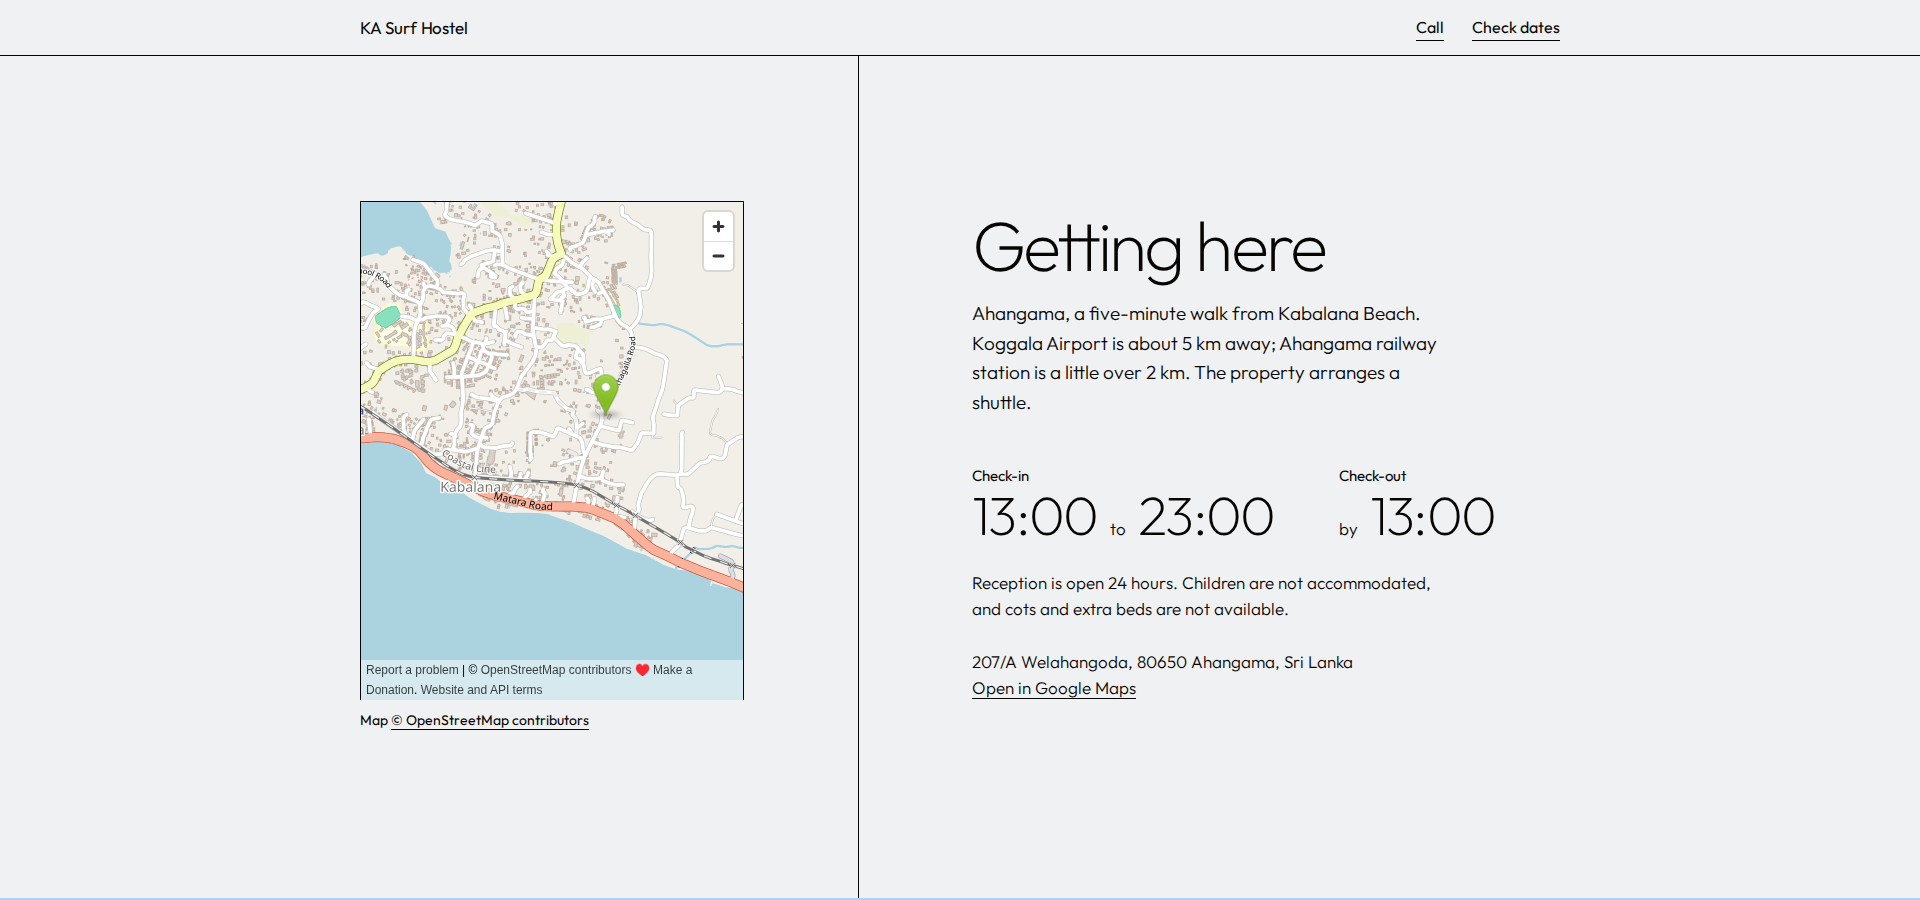 KA Surf Hostel
Call
Check dates
Kabalana
Coastal Line
Matara Road
Report a problem | © OpenStreetMap contributors ❤️ Make a
Donation. Website and API terms
Map © OpenStreetMap contributors
Getting here
Ahangama, a five-minute walk from Kabalana Beach.
Koggala Airport is about 5 km away; Ahangama railway
station is a little over 2 km. The property arranges a
shuttle.
Check-in
13:00 to 23:00
Check-out
by 13:00
Reception is open 24 hours. Children are not accommodated,
and cots and extra beds are not available.
207/A Welahangoda, 80650 Ahangama, Sri Lanka
Open in Google Maps